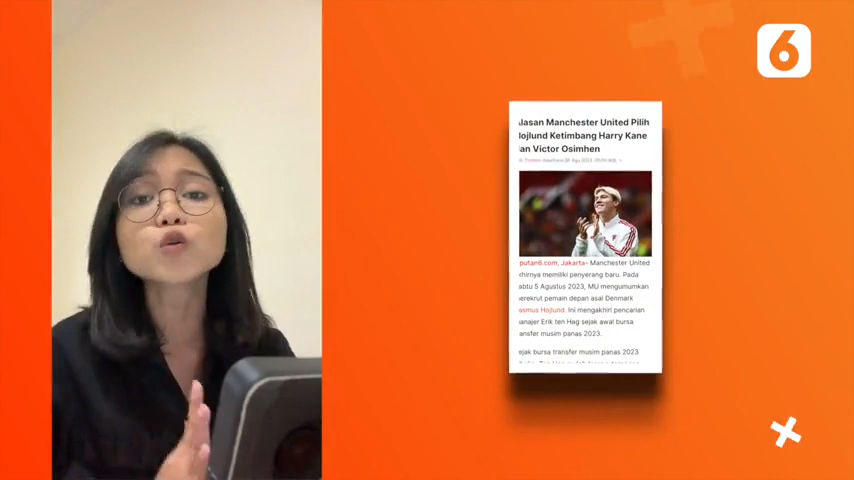 6
lasan Manchester United Pilih
lojlund Ketimbang Harry Kane
lan Victor Osimhen
putan6.com, Jakarta- Manchester United
khirnya memiliki penyerang baru. Pada
abtu 5 Agustus 2023, MU mengumumkan
erekrut pemain depan asal Denmark
asmus Hojlund. Ini mengakhiri pencarian
anajer Erik ten Hag sejak awal bursa
ansfer musim panas 2023.
ejak bursa transfer musim panas 2023